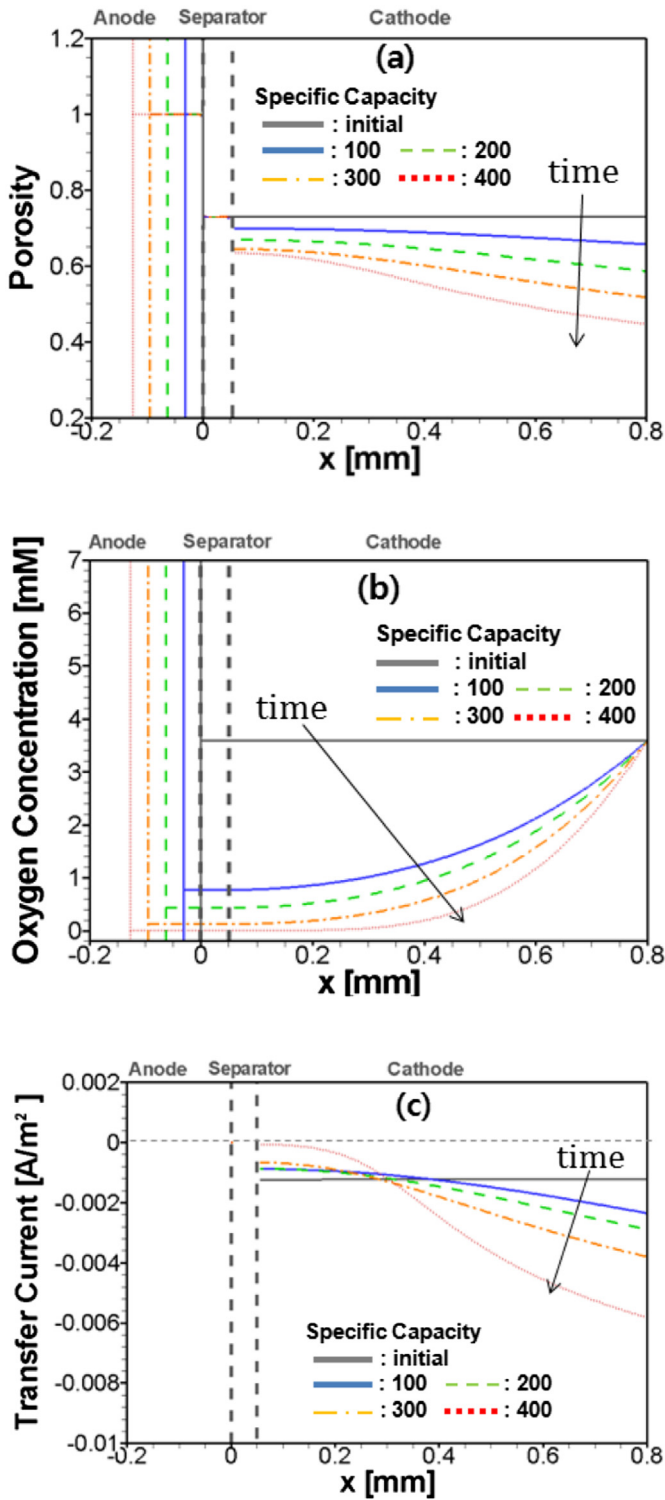 Anode Separator Cathode
(a)
Porosity
1.2
1
0.8
0.6
0.4
0.2
Specific Capacity
: initial
: 100 : 200
: 300 : 400
time
-0.2 0 0.2 0.4 0.6 0.8
x [mm]
Anode Separator Cathode
(b)
Oxygen Concentration [mM]
7
6
5
4
3
2
1
0
Specific Capacity
: initial
: 100 : 200
: 300 : 400
time
-0.2 0 0.2 0.4 0.6 0.8
x [mm]
Anode Separator Cathode
(c)
Transfer Current [A/m²]
0.002
0
-0.002
-0.004
-0.006
-0.008
-0.01
time
Specific Capacity
: initial
: 100 : 200
: 300 : 400
-0.2 0 0.2 0.4 0.6 0.8
x [mm]